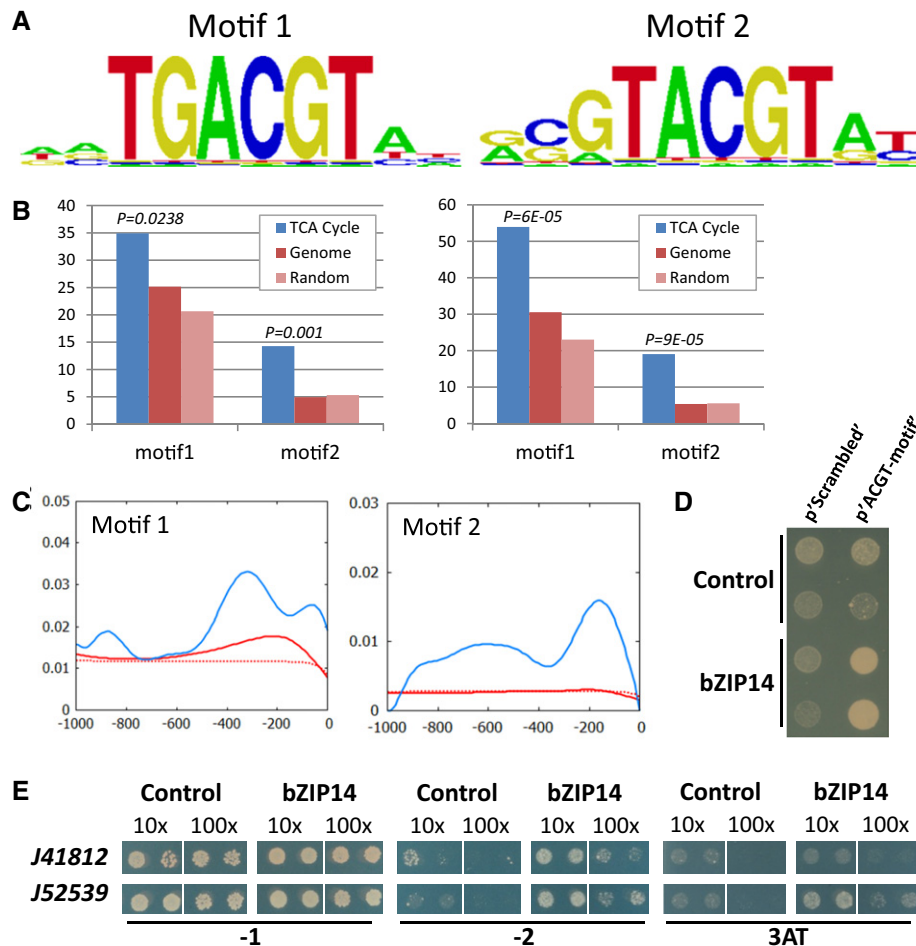 A
Motif 1
Motif 2
TGACGT
GCGTACGTAT
B
40
35
30
25
20
15
10
5
0
P=0.0238
P=0.001
TCA Cycle
Genome
Random
motif1
motif2
60
50
40
30
20
10
0
P=6E-05
P=9E-05
TCA Cycle
Genome
Random
motif1
motif2
C
0.05
0.04
0.03
0.02
0.01
0
Motif 1
-1000
-800
-600
-400
-200
0
0.03
0.02
0.01
0
Motif 2
-1000
-800
-600
-400
-200
0
D
p'Scrambled'
p'ACGT-motif'
Control
bZIP14
E
Control
bZIP14
Control
bZIP14
Control
bZIP14
10x 100x 10x 100x 10x 100x 10x 100x 10x 100x 10x 100x
J41812
J52539
-1
-2
3AT